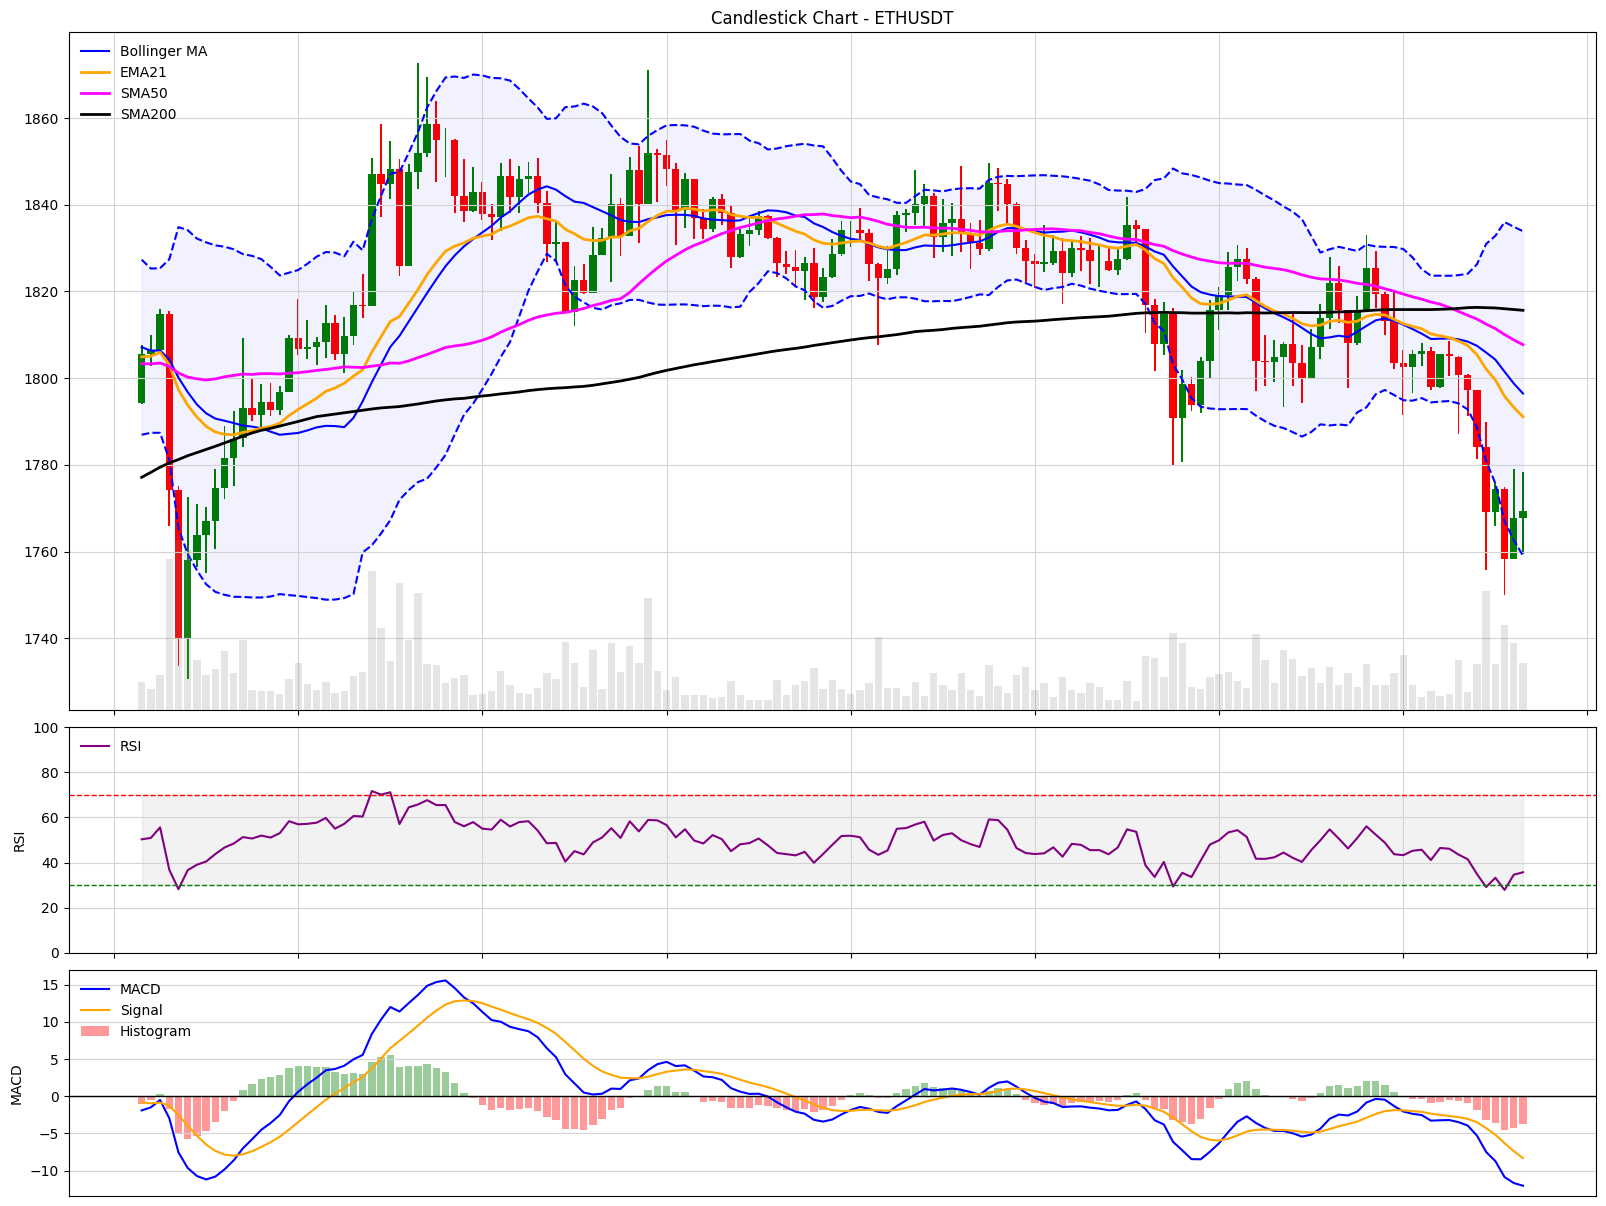 Candlestick Chart - ETHUSDT
Bollinger MA
EMA21
SMA50
SMA200
1860
1840
1820
1800
1780
1760
1740
RSI
RSI
100
80
60
40
20
0
MACD
MACD
Signal
Histogram
15
10
5
0
−5
−10